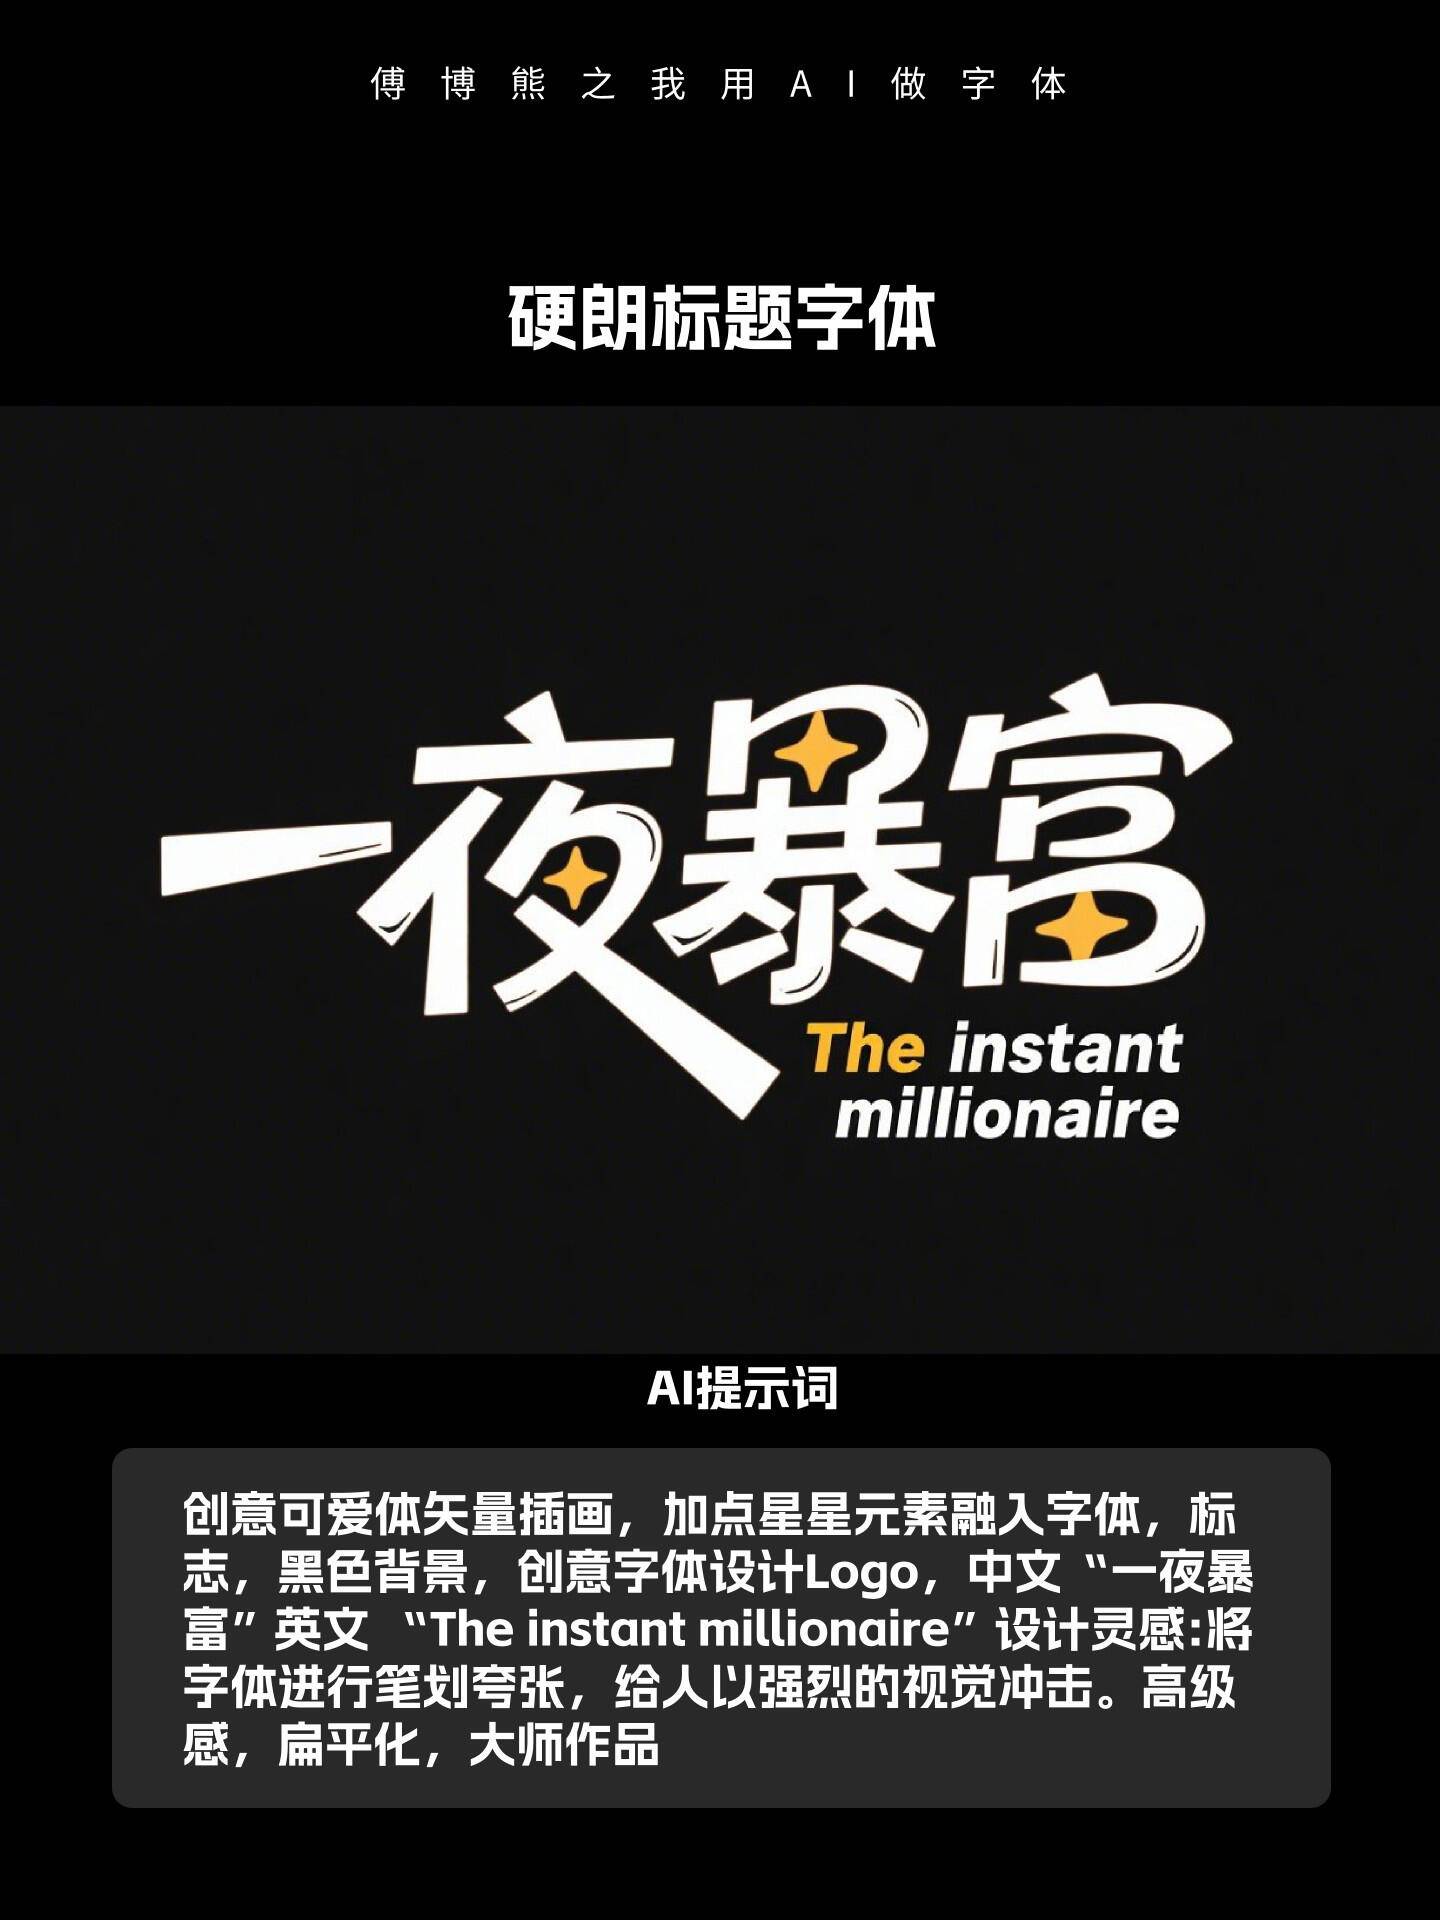 傅博熊之我用AI做字体
硬朗标题字体
一夜暴富
The instant
millionaire
AI提示词
创意可爱体矢量插画，加点星星元素融入字体，标
志，黑色背景，创意字体设计Logo，中文“一夜暴
富”英文 “The instant millionaire”设计灵感:将
字体进行笔划夸张，给人以强烈的视觉冲击。高级
感，扁平化，大师作品